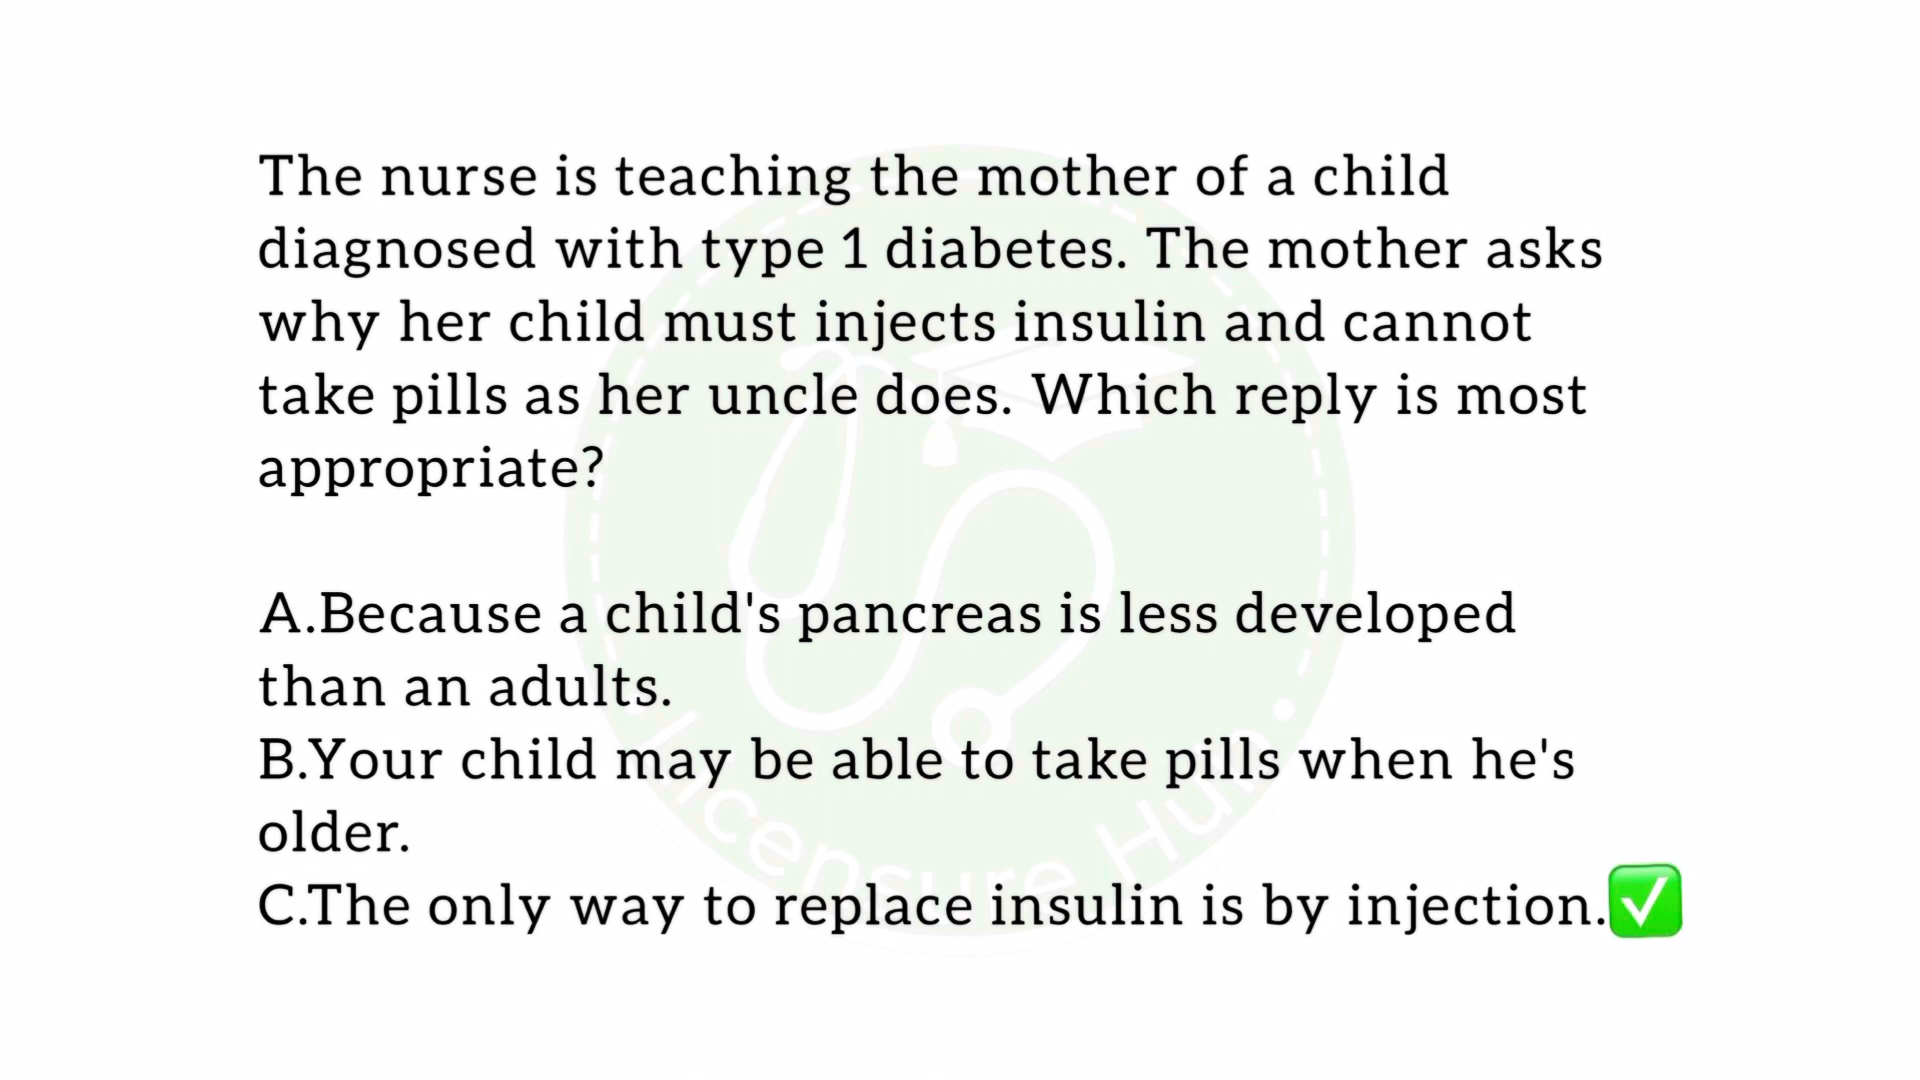 The nurse is teaching the mother of a child
diagnosed with type 1 diabetes. The mother asks
why her child must injects insulin and cannot
take pills as her uncle does. Which reply is most
appropriate?
A.Because a child's pancreas is less developed
than an adults.
B.Your child may be able to take pills when he's
older.
C.The only way to replace insulin is by injection.✅
Licensure Hub